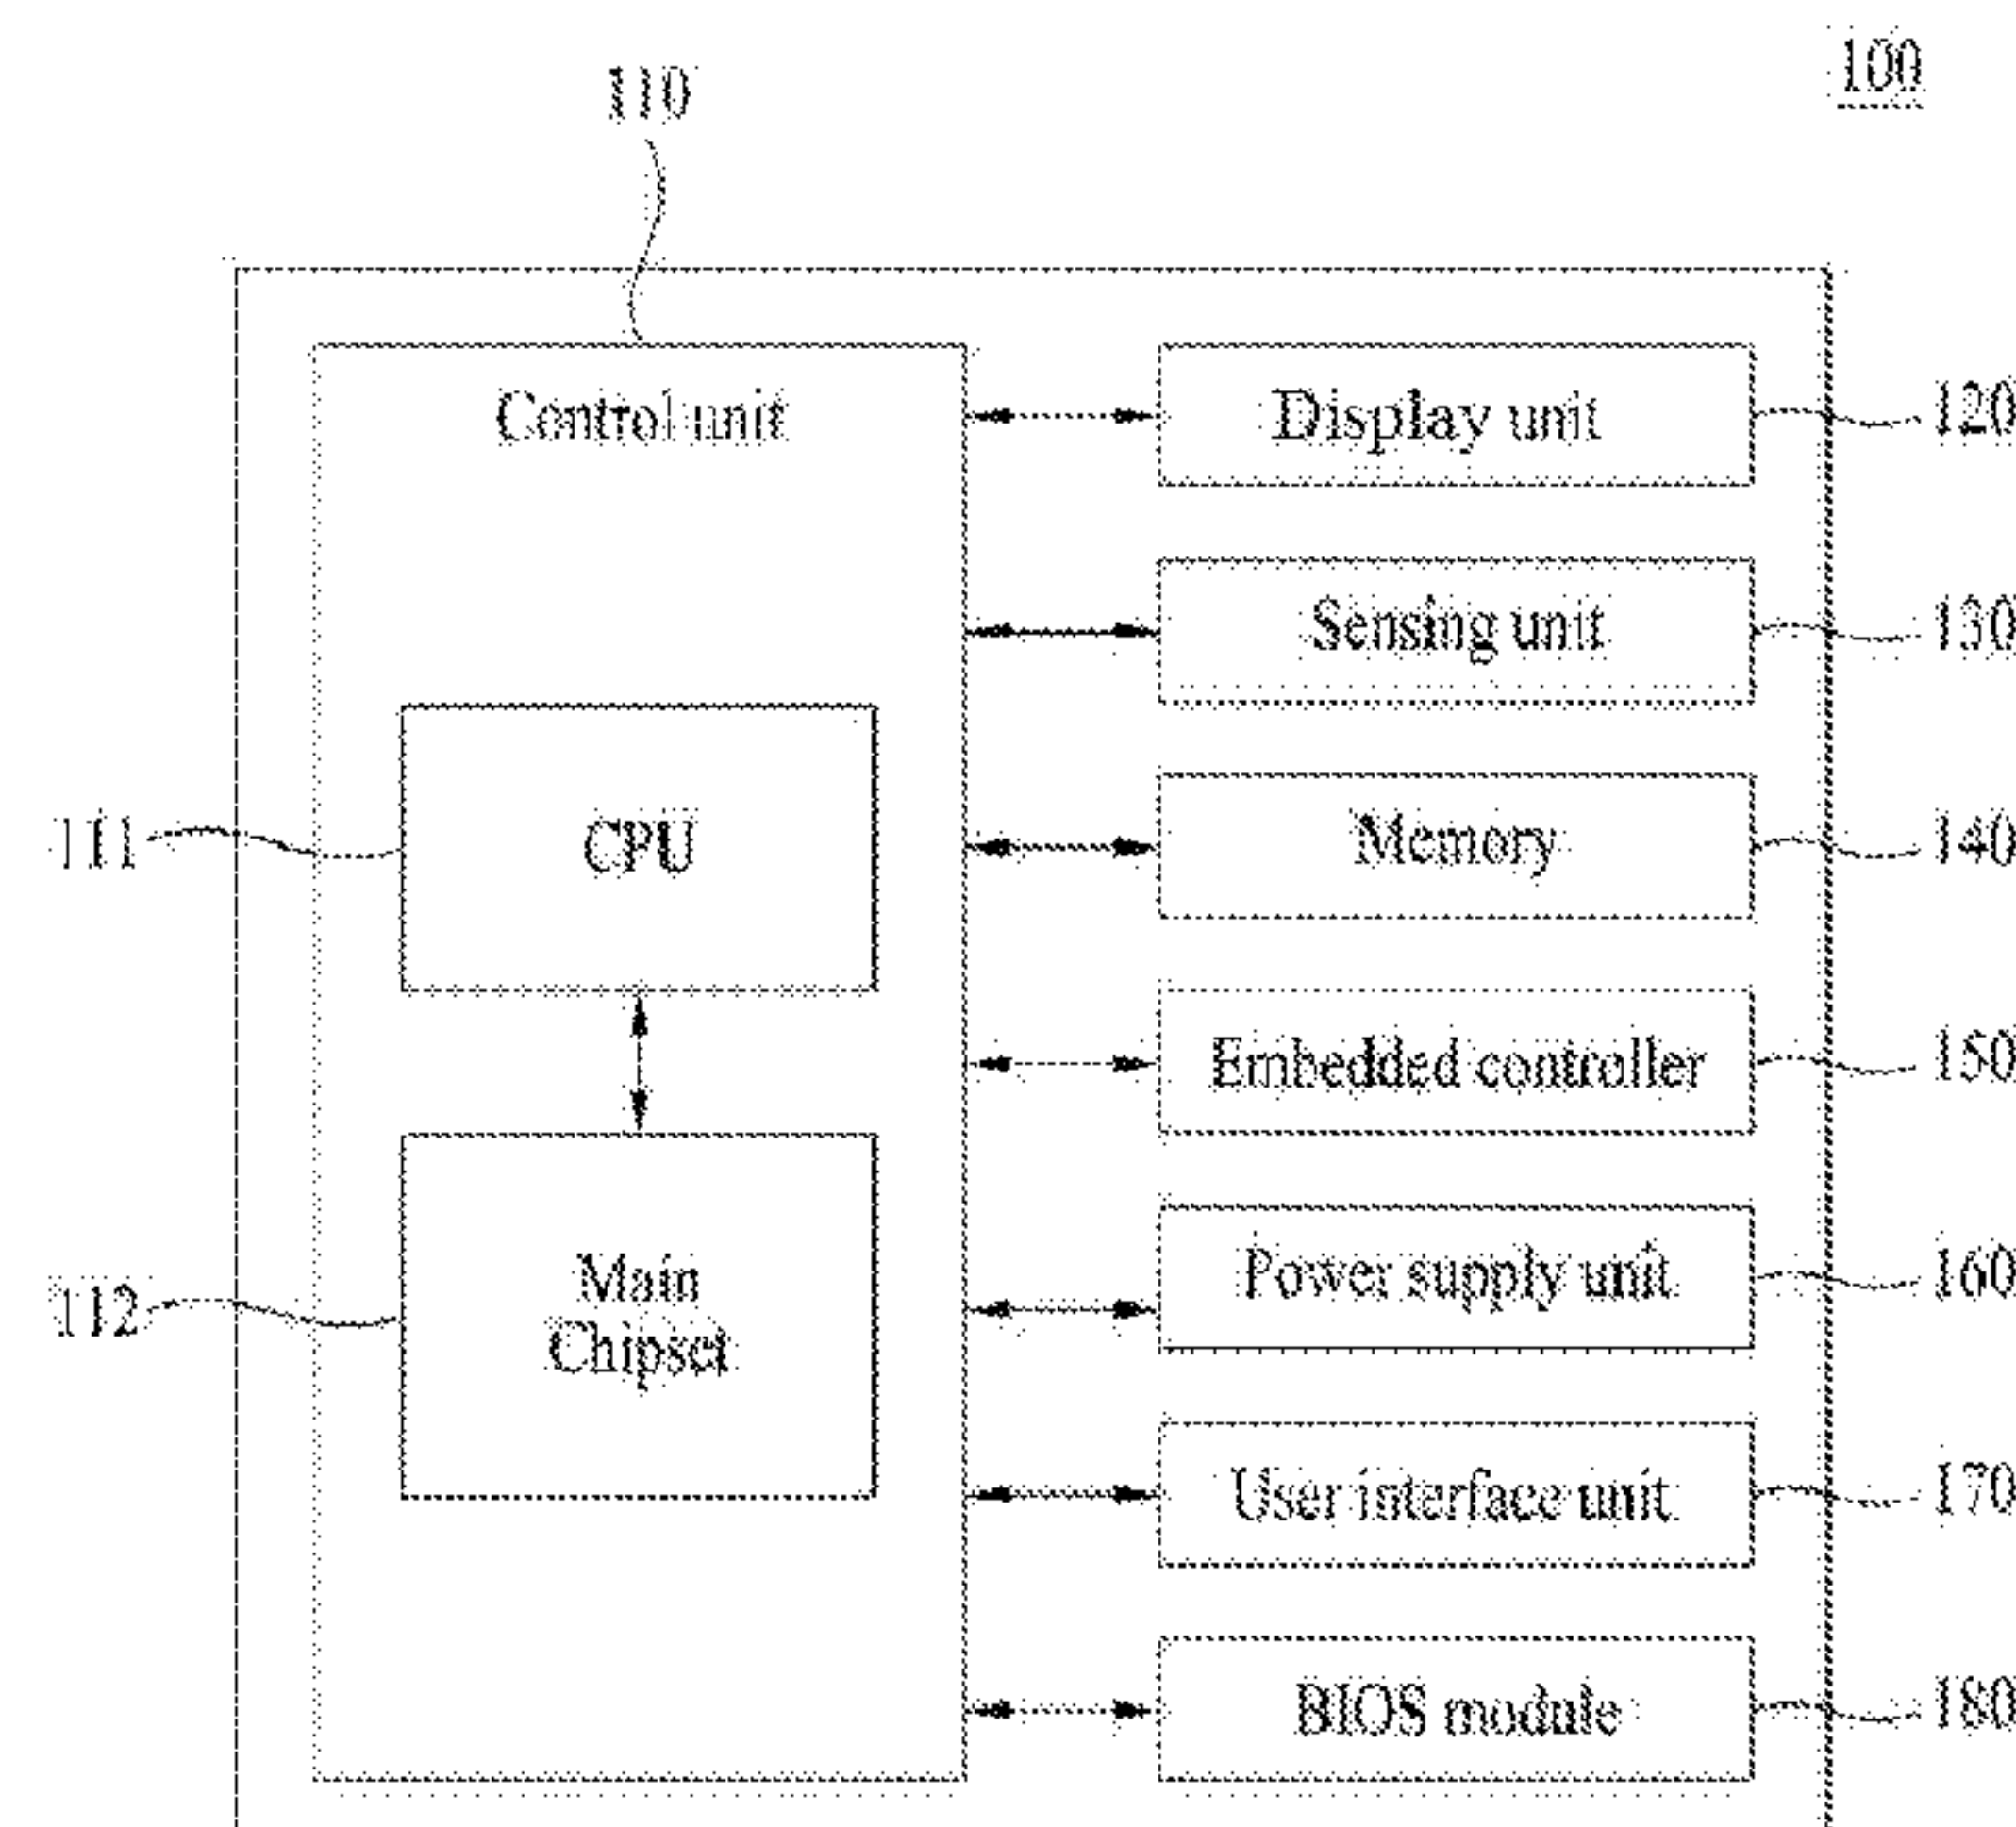 100
110
Control unit
Display unit
120
Sensing unit
130
111
CPU
Memory
140
Embedded controller
150
112
Main
Chipset
Power supply unit
160
User interface unit
170
BIOS module
180